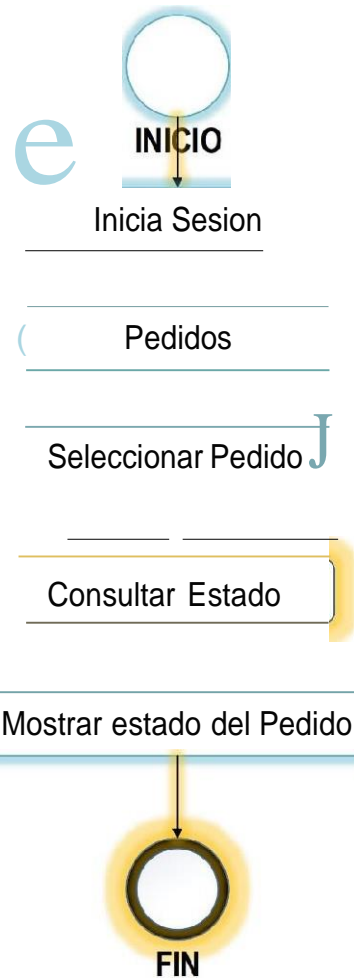 INICIO
e
Inicia Sesion
(
Pedidos
Seleccionar Pedido J
Consultar Estado
Mostrar estado del Pedido
FIN